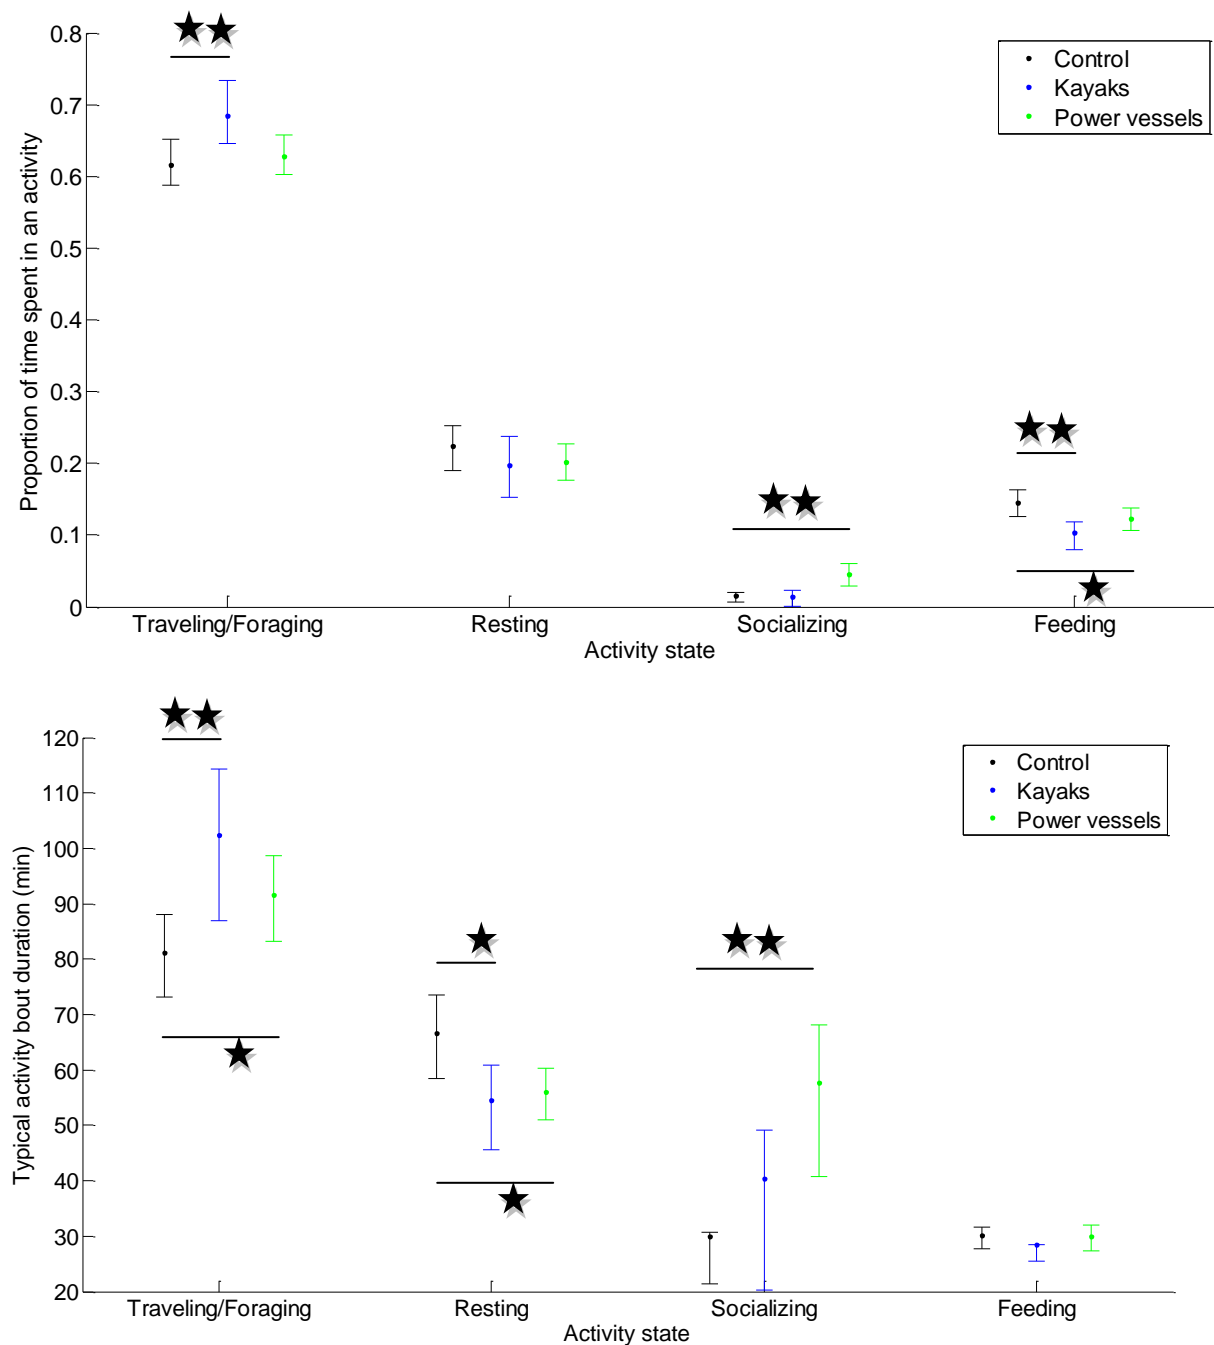 0.8
0.7
0.6
0.5
0.4
0.3
0.2
0.1
0
Proportion of time spent in an activity
Control
Kayaks
Power vessels
Traveling/Foraging Resting Socializing Feeding
Activity state
120
110
100
90
80
70
60
50
40
30
20
Typical activity bout duration (min)
Control
Kayaks
Power vessels
Traveling/Foraging Resting Socializing Feeding
Activity state